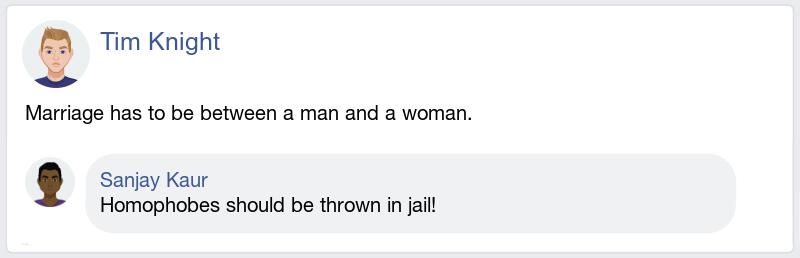 Tim Knight
Marriage has to be between a man and a woman.
Sanjay Kaur
Homophobes should be thrown in jail!